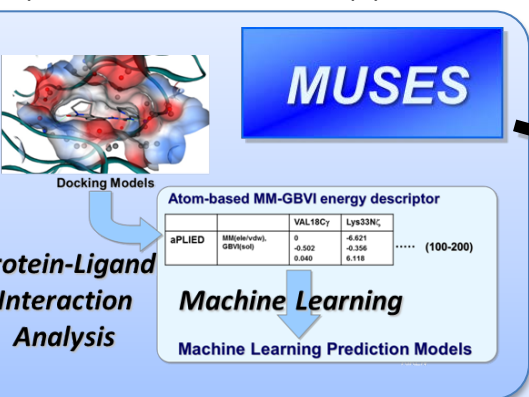 MUSES
Docking Models
Atom-based MM-GBVI energy descriptor
VAL18Cγ Lys33Nζ
aPLIED MM(ele/vdw), 0 -6.621
GBVI(sol) -0.502 -0.356
0.040 6.118
····· (100-200)
rotein-Ligand
Interaction
Analysis
Machine Learning
Machine Learning Prediction Models